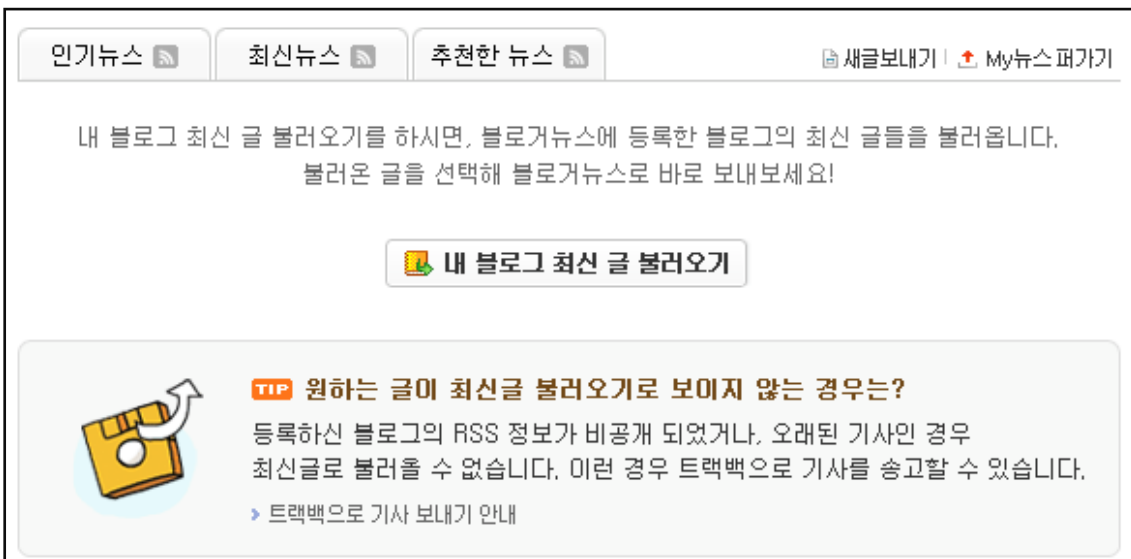 인기뉴스 최신뉴스 추천한 뉴스 새글보내기 | My뉴스 퍼가기
내 블로그 최신 글 불러오기를 하시면, 블로거뉴스에 등록한 블로그의 최신 글들을 불러옵니다.
불러온 글을 선택해 블로거뉴스로 바로 보내보세요!
내 블로그 최신 글 불러오기
TIP 원하는 글이 최신글 불러오기로 보이지 않는 경우는?
등록하신 블로그의 RSS 정보가 비공개 되었거나, 오래된 기사인 경우
최신글로 불러올 수 없습니다. 이런 경우 트랙백으로 기사를 송고할 수 있습니다.
트랙백으로 기사 보내기 안내